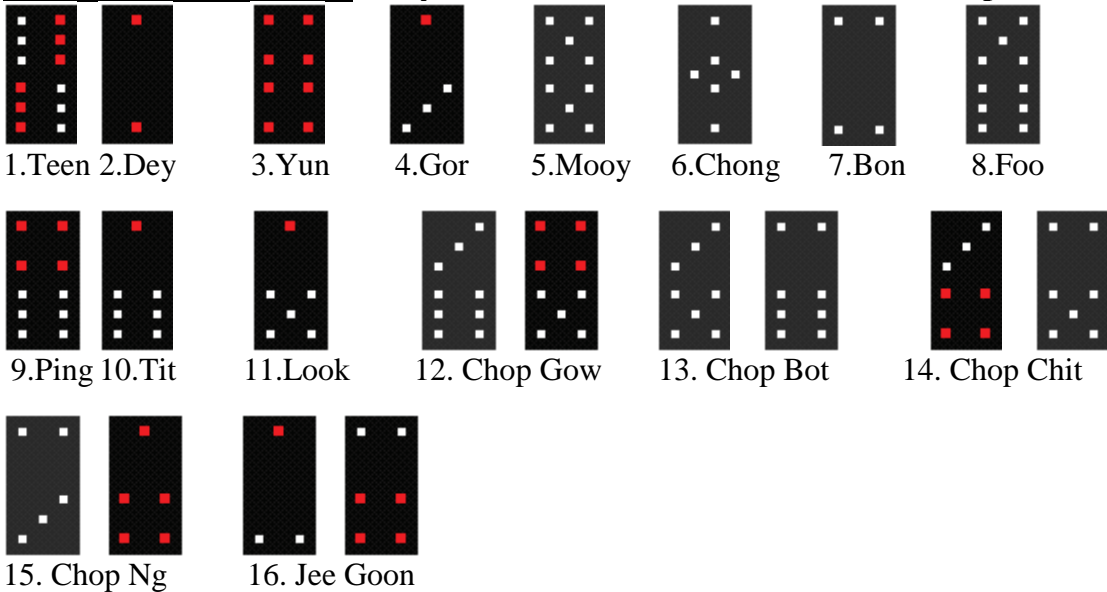 1.Teen 2.Dey 3.Yun 4.Gor 5.Mooy 6.Chong 7.Bon 8.Foo
9.Ping 10.Tit 11.Look 12. Chop Gow 13. Chop Bot 14. Chop Chit
15. Chop Ng 16. Jee Goon